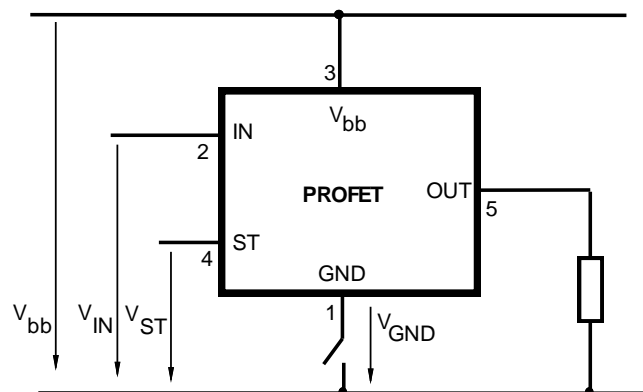 3
V_bb
IN
2
PROFET
OUT
5
ST
4
GND
1
V_bb
V_IN
V_ST
V_GND